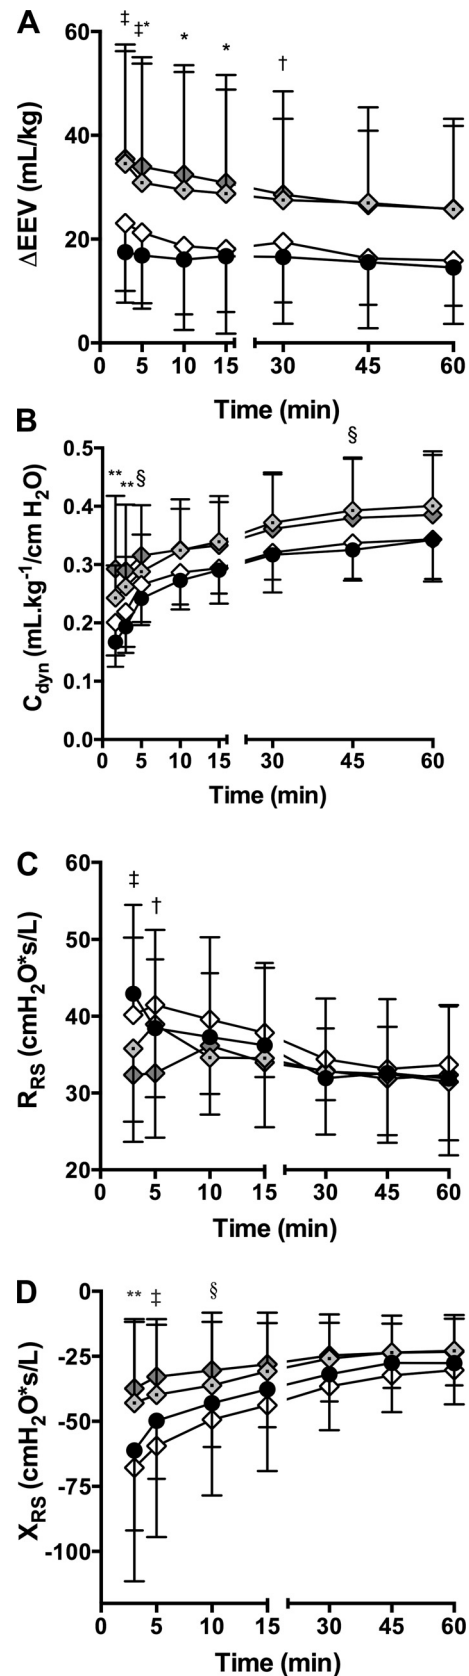 A
‡
‡*
*
*
†
60
40
20
0
ΔEEV (mL/kg)
0 5 10 15 30 45 60
Time (min)
B
**
**
§
§
0.5
0.4
0.3
0.2
0.1
0.0
Cdyn (mL.kg-1/cm H2O)
0 5 10 15 30 45 60
Time (min)
C
‡
†
60
50
40
30
20
RRS (cmH2O*s/L)
0 5 10 15 30 45 60
Time (min)
D
**
‡
§
0
-25
-50
-75
-100
XRS (cmH2O*s/L)
0 5 10 15 30 45 60
Time (min)